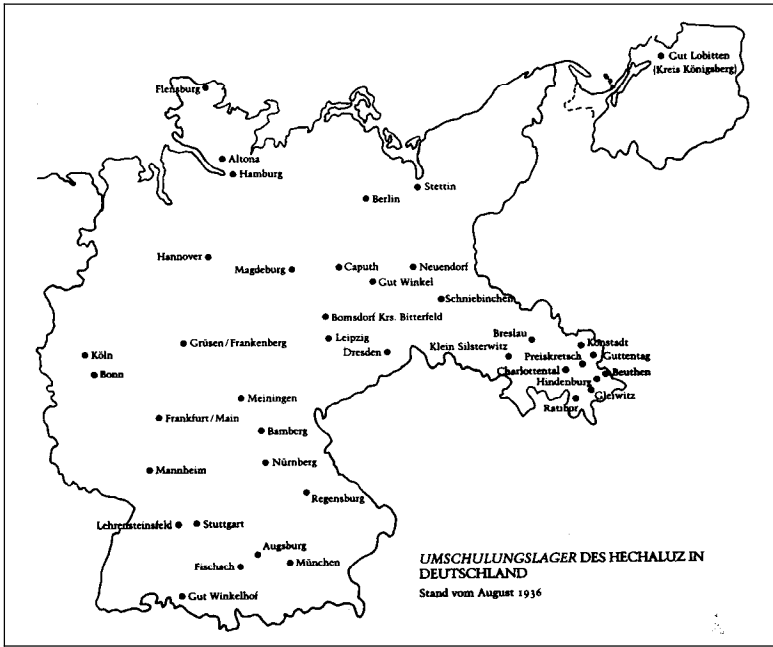 Gut Lobitten
(Kreis Königsberg)
Flensburg
Altona
Hamburg
Stettin
Berlin
Hannover
Magdeburg
Caputh
Neuendorf
Gut Winkel
Schniebinchen
Bomsdorf Krs. Bitterfeld
Breslau
Leipzig
Grüsen/Frankenberg
Klein Silsterwitz
Konstadt
Dresden
Preiskretsch
Guttentag
Köln
Charlottental
Beuthen
Bonn
Hindenburg
Gleiwitz
Meiningen
Ratibor
Frankfurt/Main
Bamberg
Nürnberg
Mannheim
Regensburg
Lehrensteinsfeld
Stuttgart
Augsburg
München
Fischach
Gut Winkelhof
UMSCHULUNGSLAGER DES HECHALUZ IN
DEUTSCHLAND
Stand vom August 1936